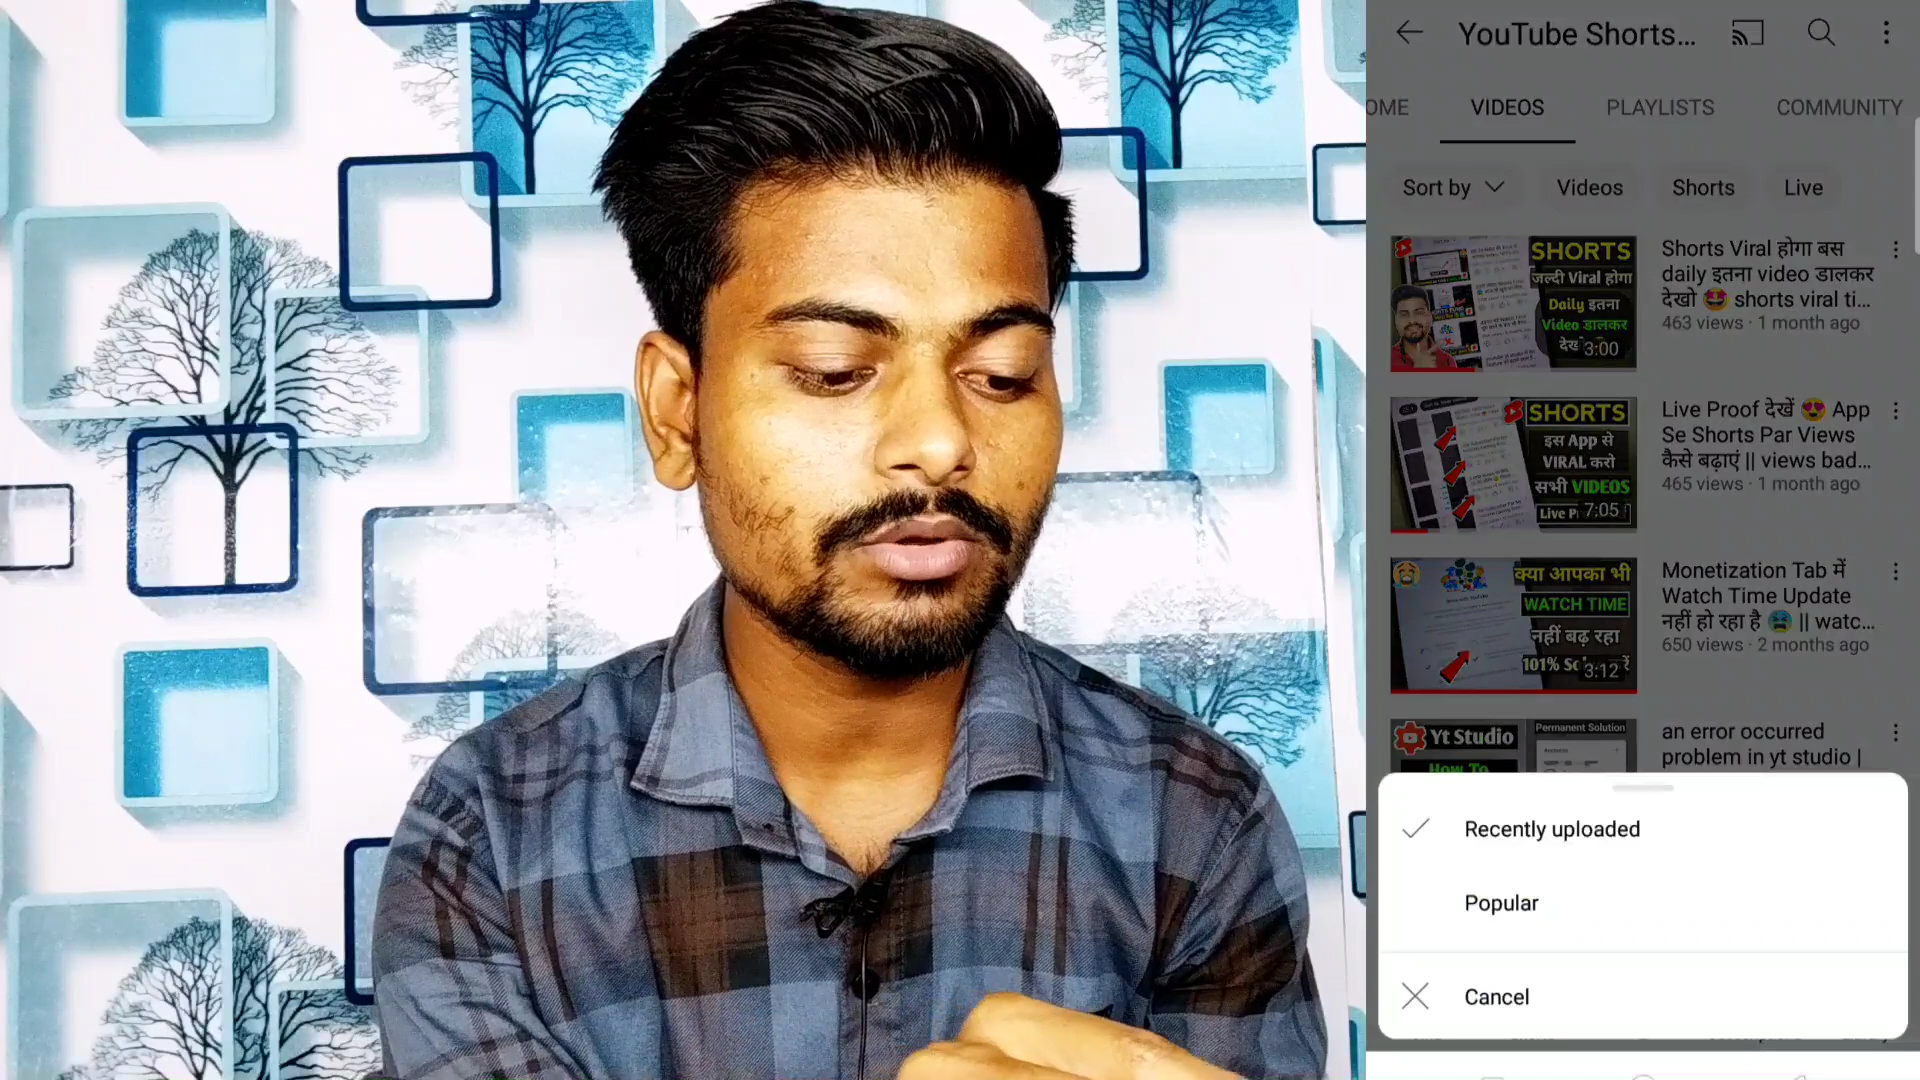 YouTube Shorts...
OME VIDEOS PLAYLISTS COMMUNITY
Sort by Videos Shorts Live
SHORTS
जल्दी Viral होगा
Daily इतना
Video डालकर
3:00
Shorts Viral होगा बस
daily इतना video डालकर
देखो 🤩 shorts viral ti...
463 views · 1 month ago
SHORTS
इस App से
VIRAL करो
सभी VIDEOS
Live
7:05
Live Proof देखें 😍 App
Se Shorts Par Views
कैसे बढ़ाएं || views bad...
465 views · 1 month ago
क्या आपका भी
WATCH TIME
नहीं बढ़ रहा
101%
3:12
Monetization Tab में
Watch Time Update
नहीं हो रहा है 😫 || watc...
650 views · 2 months ago
Yt Studio
How To
Permanent Solution
an error occurred
problem in yt studio |
Recently uploaded
Popular
Cancel